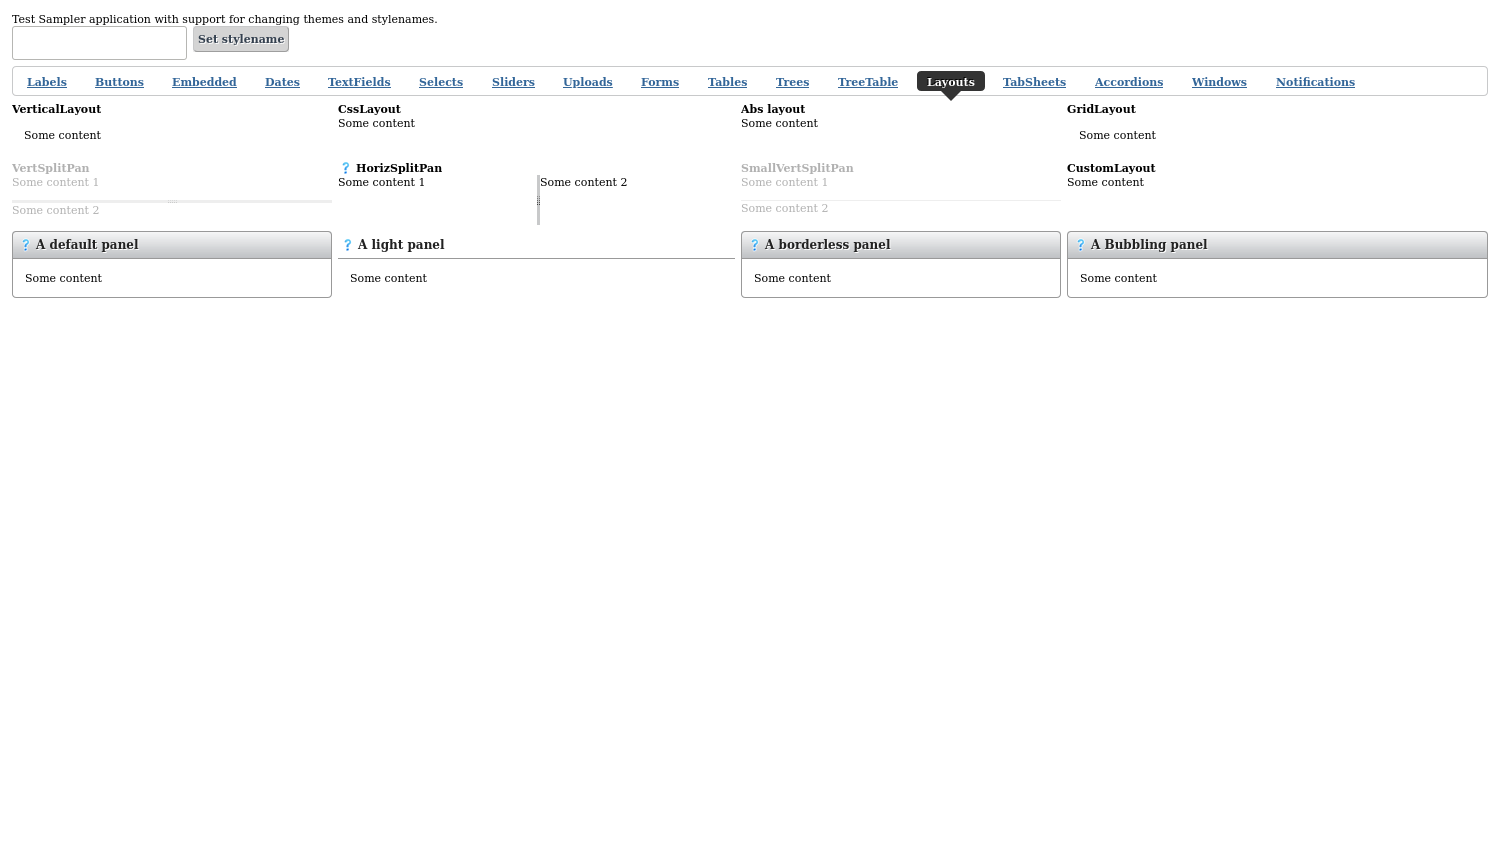 Test Sampler application with support for changing themes and stylenames.
Set stylename
Labels Buttons Embedded Dates TextFields Selects Sliders Uploads Forms Tables Trees TreeTable Layouts TabSheets Accordions Windows Notifications
VerticalLayout CssLayout Abs layout GridLayout
Some content Some content
Some content Some content
VertSplitPan ? HorizSplitPan SmallVertSplitPan CustomLayout
Some content 1 Some content 1 Some content 2 Some content 1 Some content
Some content 2 Some content 2
? A default panel ? A light panel ? A borderless panel ? A Bubbling panel
Some content Some content Some content Some content